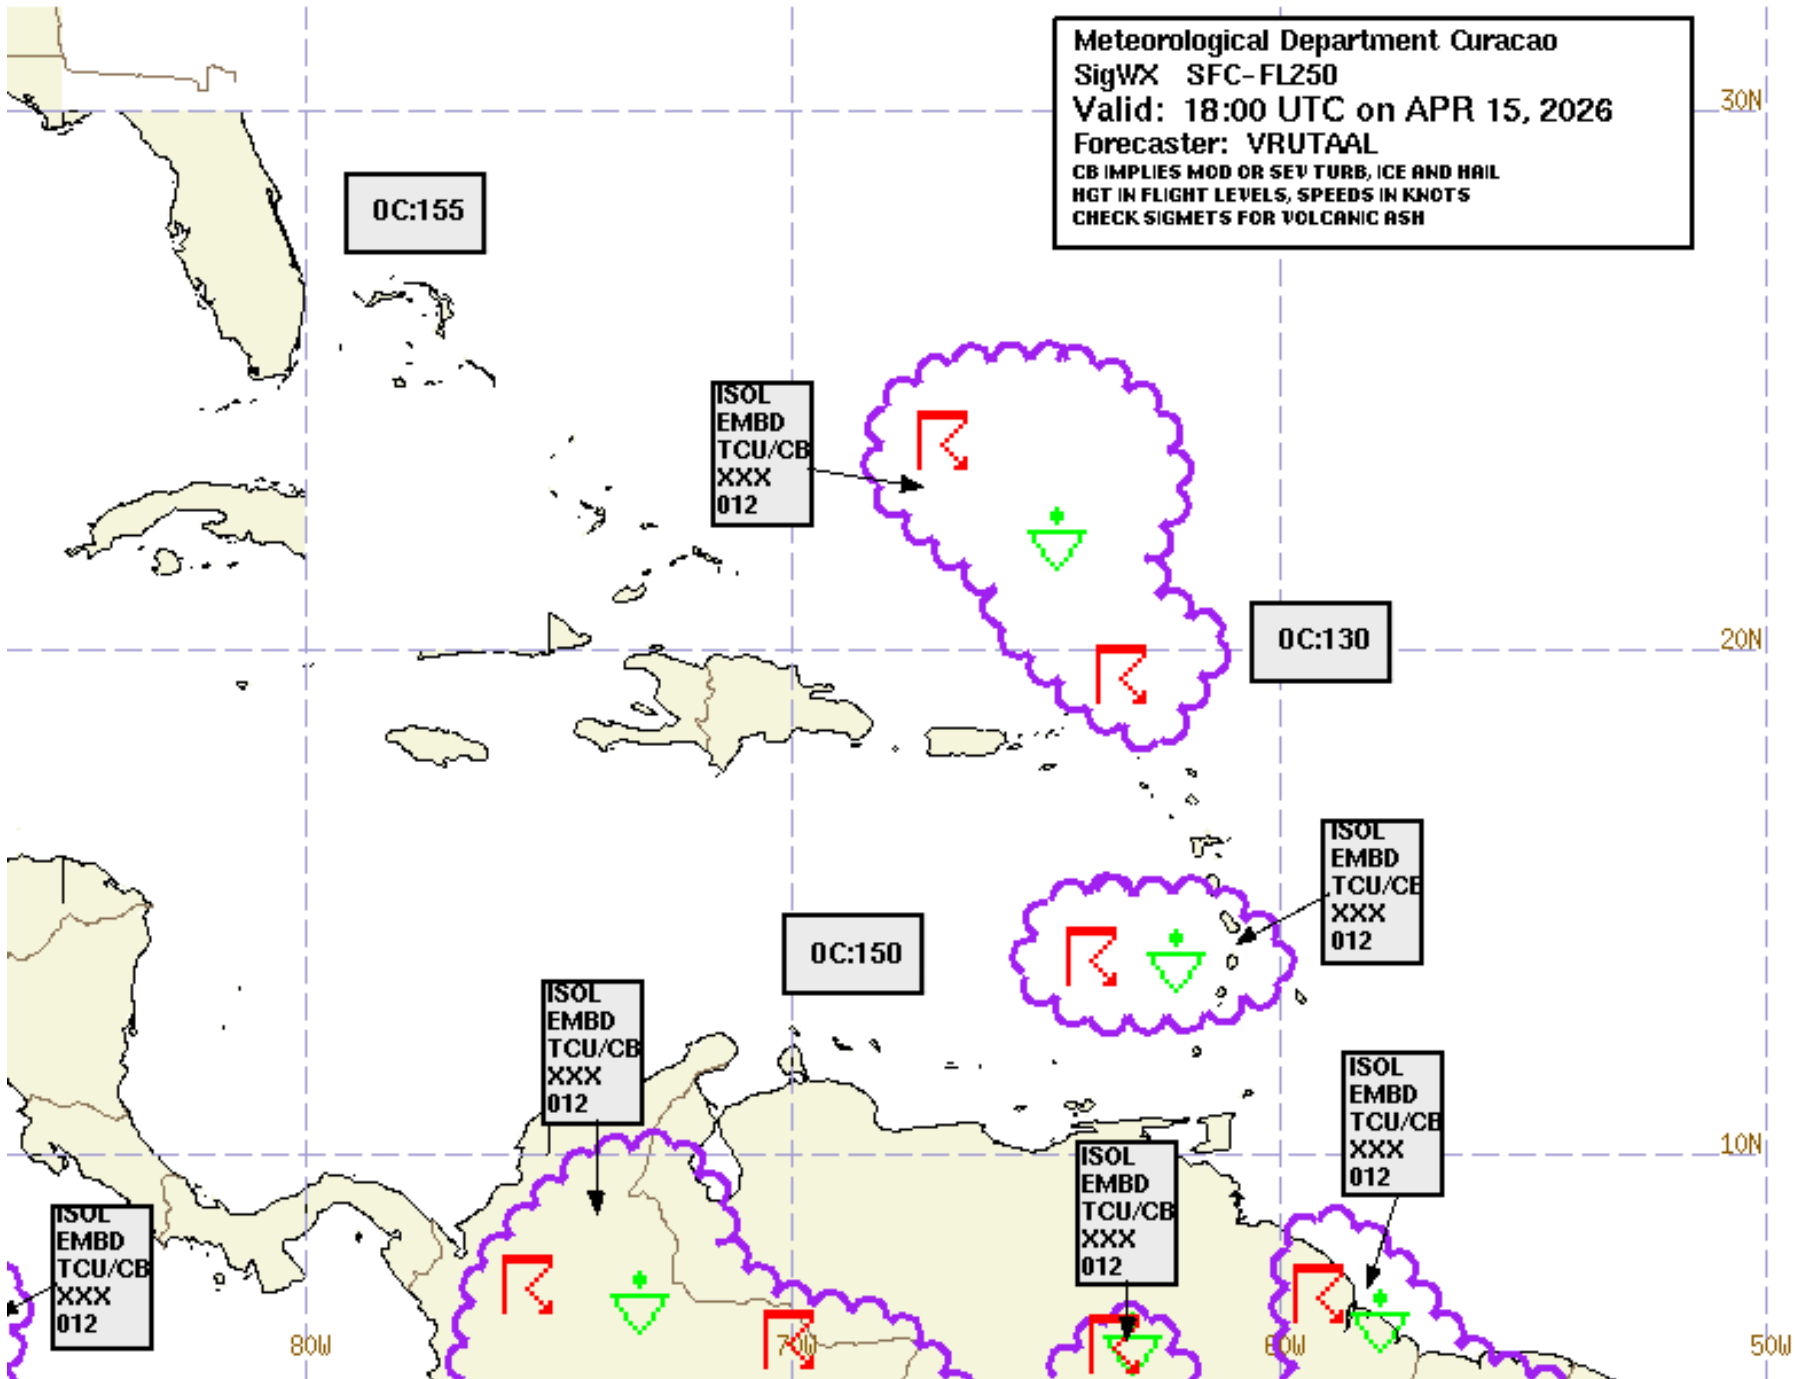 Meteorological Department Curacao
SigWX SFC-FL250
Valid: 18:00 UTC on APR 15, 2026
Forecaster: VRUTAAL
CB IMPLIES MOD OR SEV TURB, ICE AND HAIL
HGT IN FLIGHT LEVELS, SPEEDS IN KNOTS
CHECK SIGMETS FOR VOLCANIC ASH
30N
0C:155
ISOL
EMBD
TCU/CB
XXX
012
0C:130
20N
ISOL
EMBD
TCU/CB
XXX
012
0C:150
ISOL
EMBD
TCU/CB
XXX
012
ISOL
EMBD
TCU/CB
XXX
012
10N
ISOL
EMBD
TCU/CB
XXX
012
ISOL
EMBD
TCU/CB
XXX
012
80W
70W
60W
50W